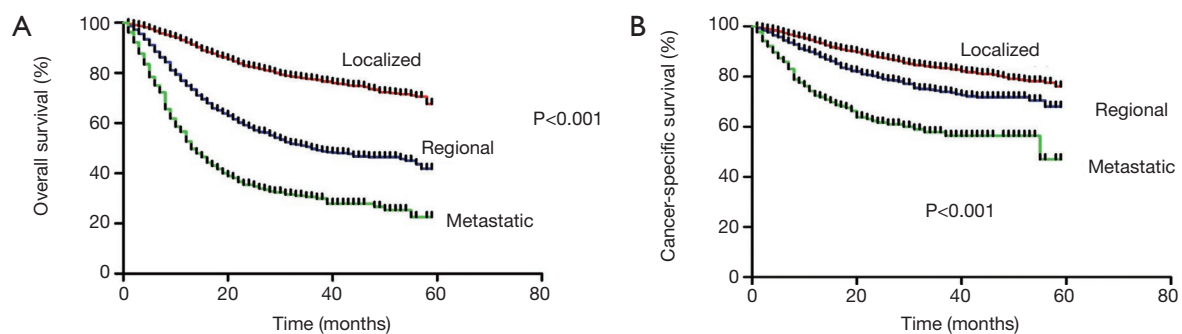 A
Overall survival (%)
100
80
60
40
20
0
0 20 40 60 80
Time (months)
Localized
Regional
Metastatic
P<0.001
B
Cancer-specific survival (%)
100
80
60
40
20
0
0 20 40 60 80
Time (months)
Localized
Regional
Metastatic
P<0.001